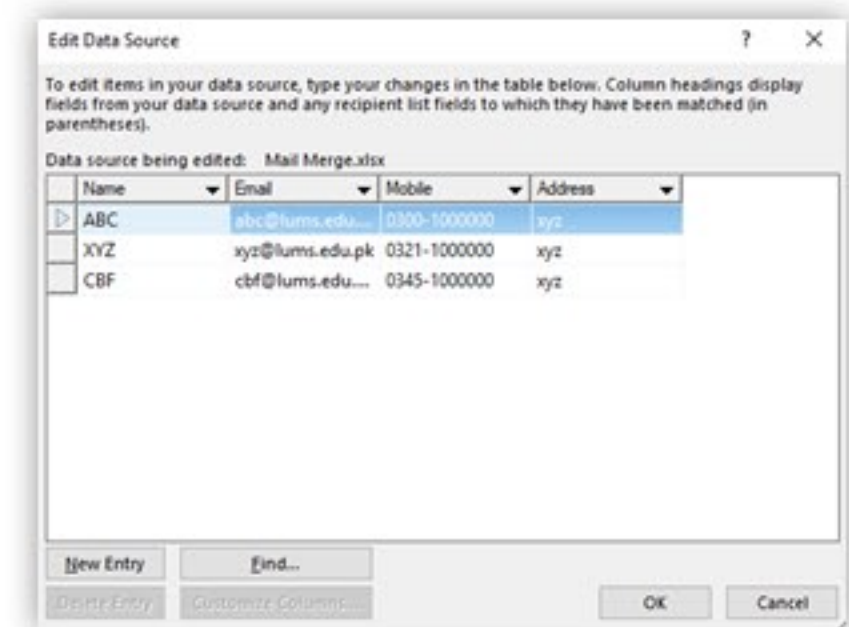 Edit Data Source ? ×
To edit items in your data source, type your changes in the table below. Column headings display
fields from your data source and any recipient list fields to which they have been matched (in
parentheses).
Data source being edited: Mail Merge.xlsx
Name Email Mobile Address
ABC abc@lums.edu.... 0300-1000000 xyz
XYZ xyz@lums.edu.pk 0321-1000000 xyz
CBF cbf@lums.edu.... 0345-1000000 xyz
New Entry Find...
Delete Entry Customize Columns... OK Cancel